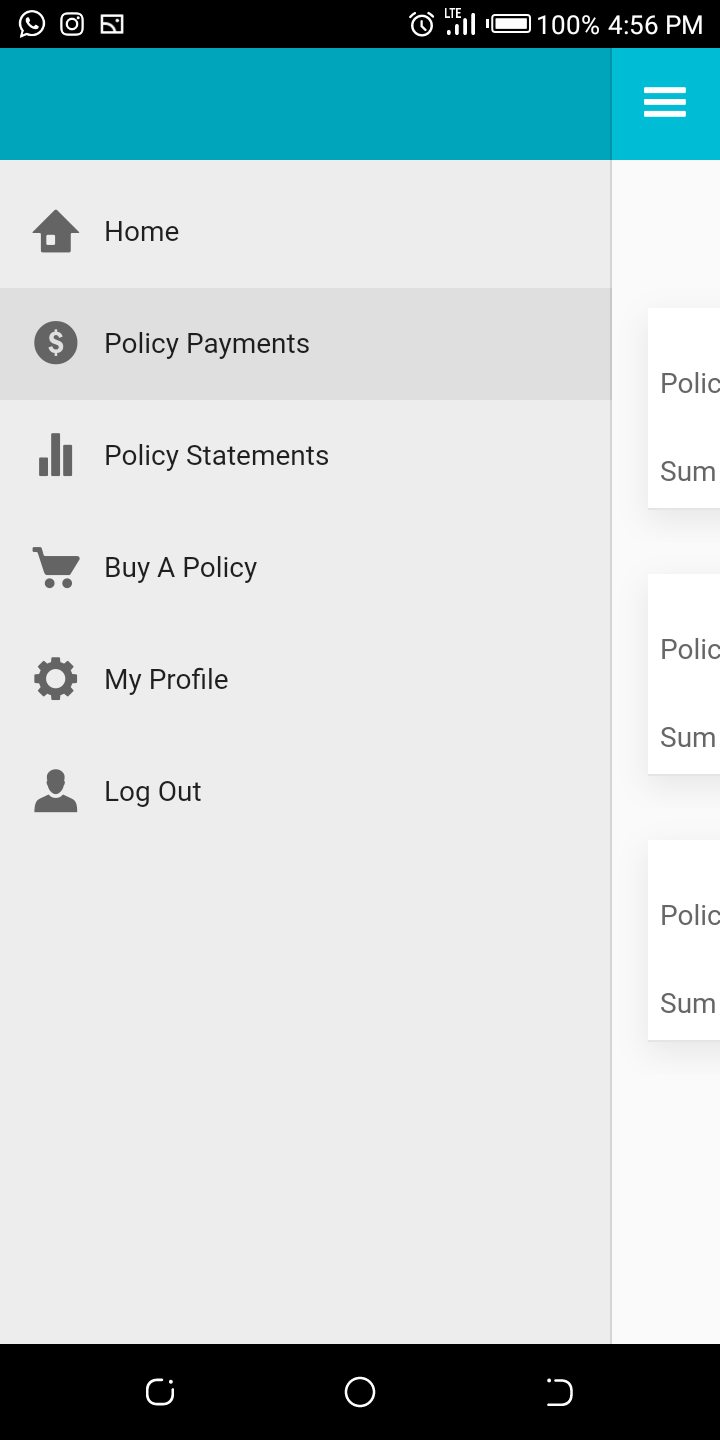 LTE 100% 4:56 PM
Home
Policy Payments
Policy Statements
Buy A Policy
My Profile
Log Out
Polic
Sum
Polic
Sum
Polic
Sum